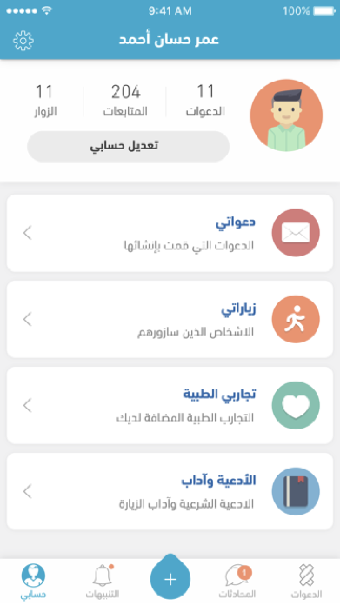 9:41 AM
100%
عمر حسان أحمد
11 204 11
الدعوات المتابعات الزوار
تعديل حسابي
دعواتي
الدعوات التي قمت بإنشائها
زياراتي
الاشخاص الذين سازورهم
تجاربي الطبية
التجارب الطبية المضافة لديك
الأدعية وآداب
الادعية الشرعية وآداب الزيارة
1
الدعوات المحادثات + التنبيهات حسابي